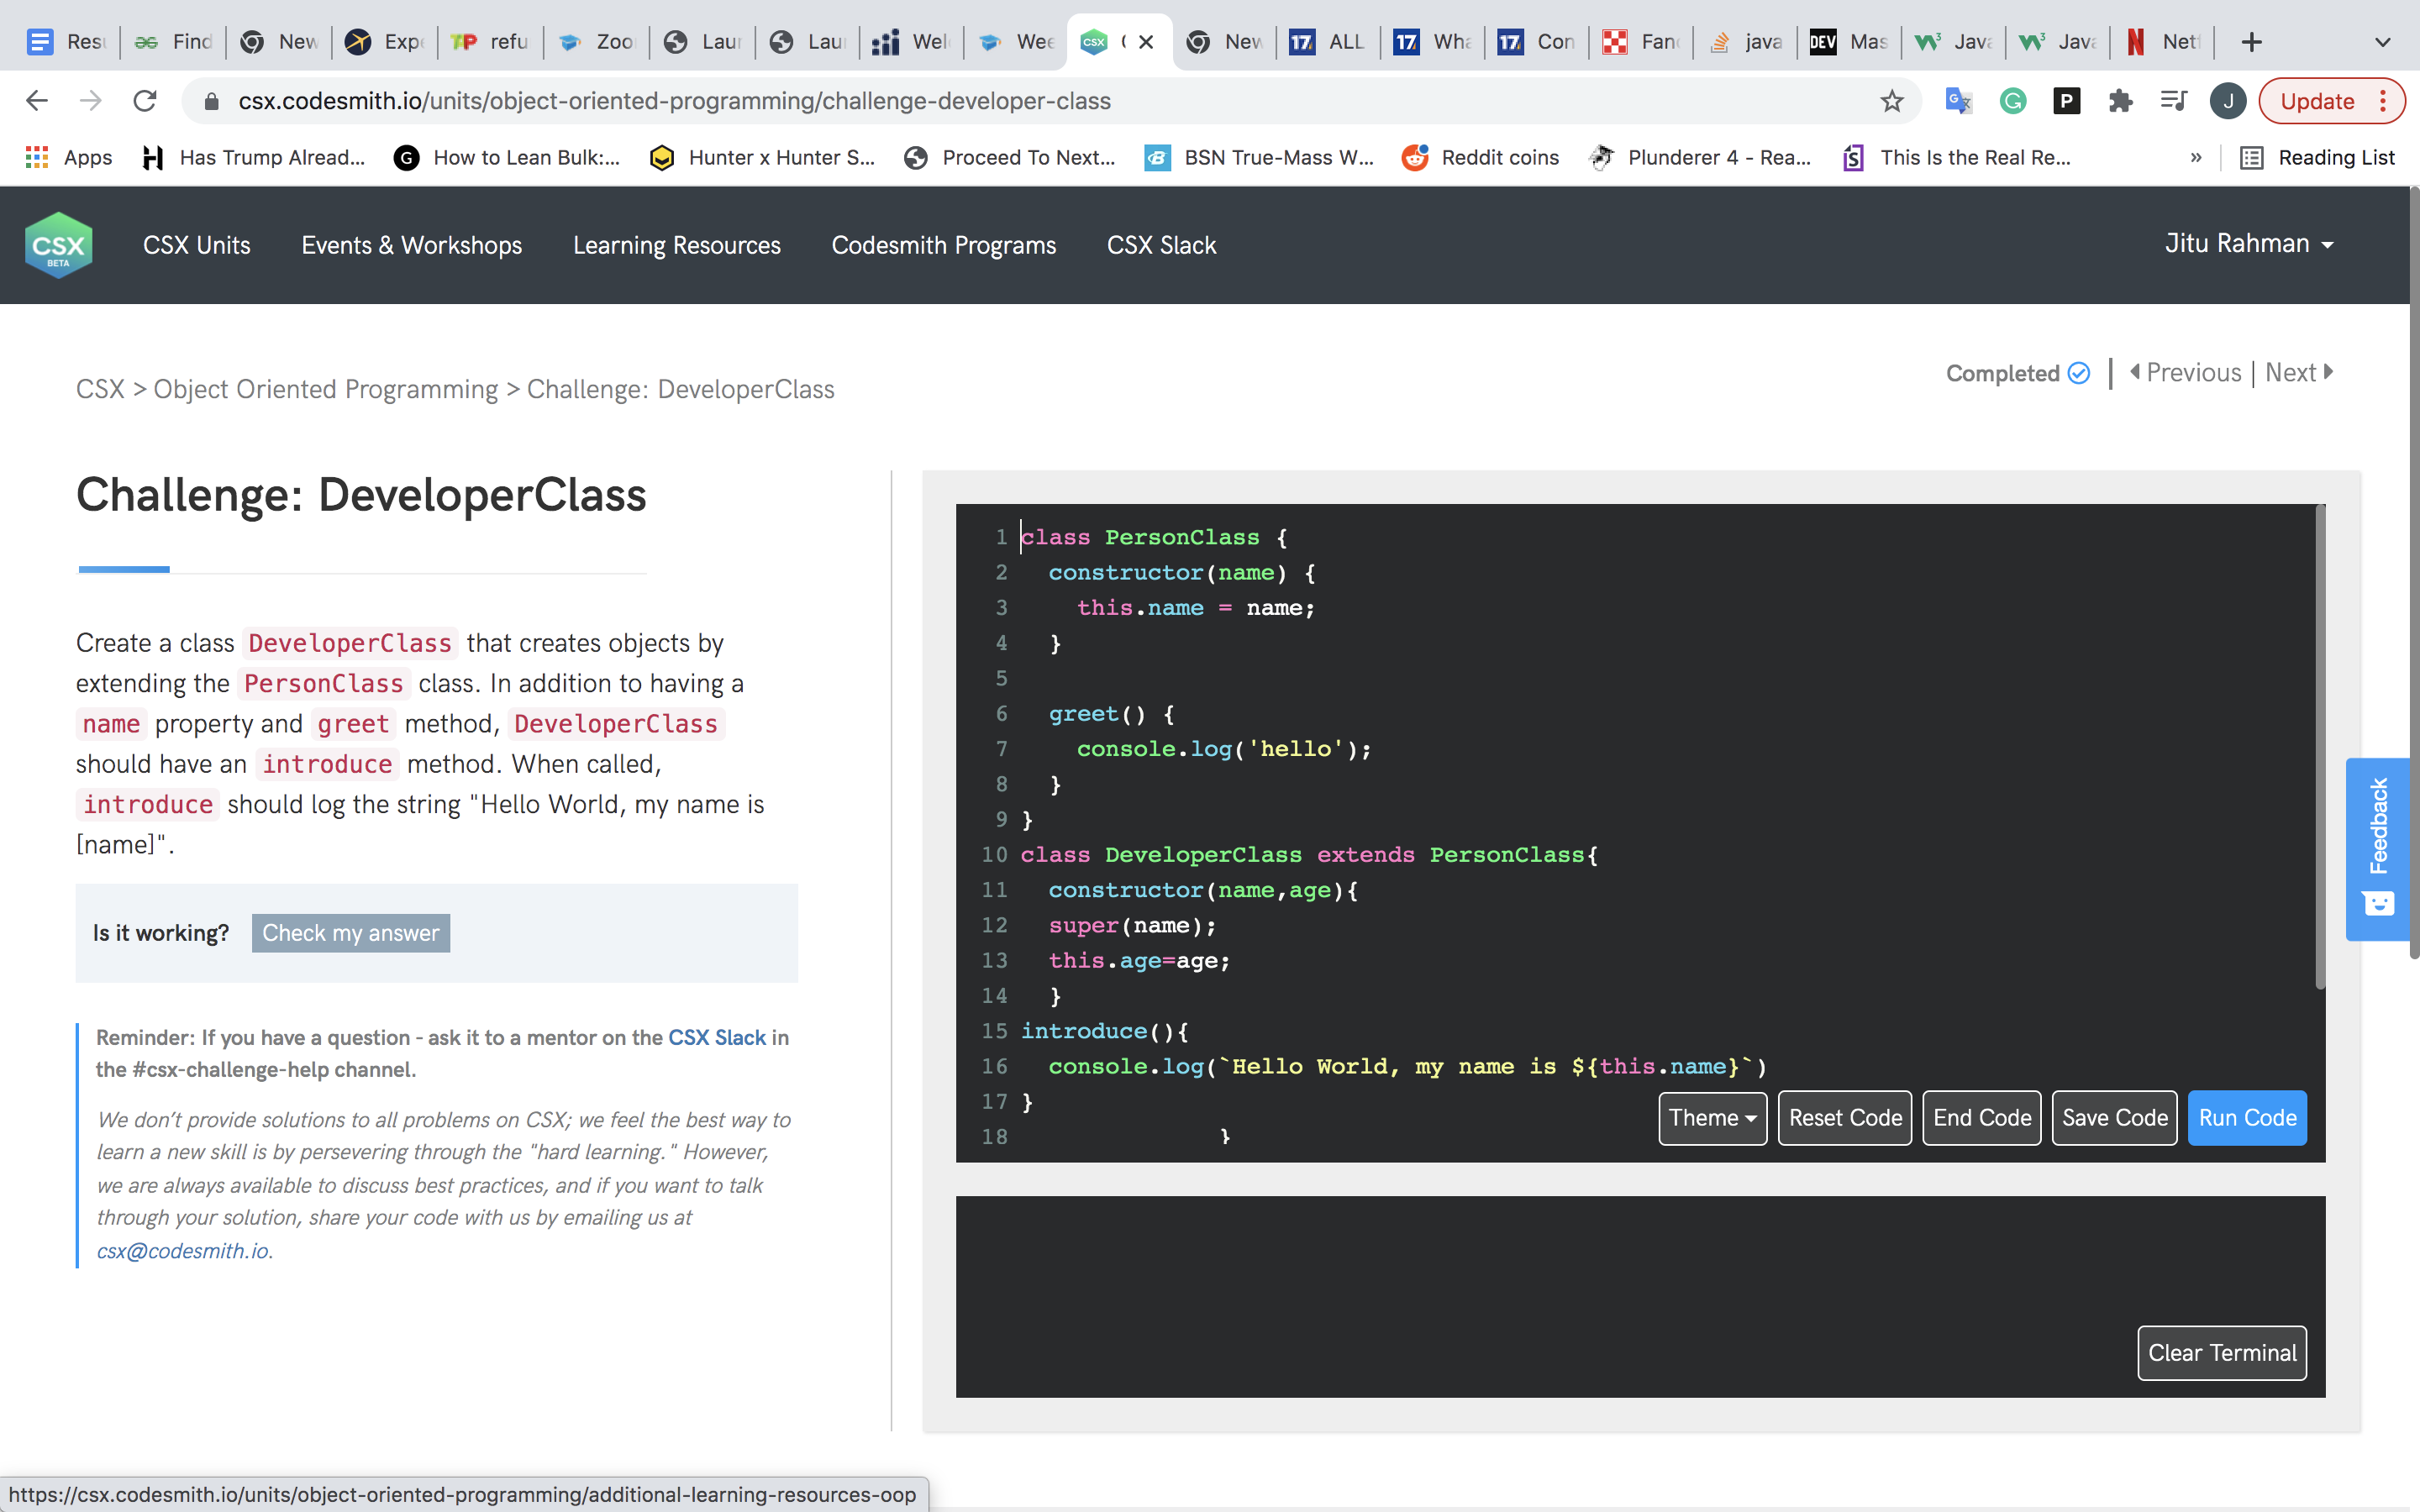 Res Find New Expe refu Zoo Laur Lau Wel Wee New ALL Wha Con Fan java Mas Java Java Net
csx.codesmith.io/units/object-oriented-programming/challenge-developer-class Update
Apps Has Trump Alread... How to Lean Bulk:... Hunter x Hunter S... Proceed To Next... BSN True-Mass W... Reddit coins Plunderer 4 - Rea... This Is the Real Re... » Reading List
CSX BETA CSX Units Events & Workshops Learning Resources Codesmith Programs CSX Slack Jitu Rahman
Completed | Previous | Next
CSX > Object Oriented Programming > Challenge: DeveloperClass
Challenge: DeveloperClass
Create a class DeveloperClass that creates objects by
extending the PersonClass class. In addition to having a
name property and greet method, DeveloperClass
should have an introduce method. When called,
introduce should log the string "Hello World, my name is
[name]".
Is it working? Check my answer
Reminder: If you have a question - ask it to a mentor on the CSX Slack in
the #csx-challenge-help channel.
We don't provide solutions to all problems on CSX; we feel the best way to
learn a new skill is by persevering through the "hard learning." However,
we are always available to discuss best practices, and if you want to talk
through your solution, share your code with us by emailing us at
csx@codesmith.io.
1 class PersonClass {
2 constructor(name) {
3 this.name = name;
4 }
5
6 greet() {
7 console.log('hello');
8 }
9 }
10 class DeveloperClass extends PersonClass{
11 constructor(name,age){
12 super(name);
13 this.age=age;
14 }
15 introduce(){
16 console.log(`Hello World, my name is ${this.name}`)
17 }
18 }
Theme Reset Code End Code Save Code Run Code
Clear Terminal
Feedback
https://csx.codesmith.io/units/object-oriented-programming/additional-learning-resources-oop